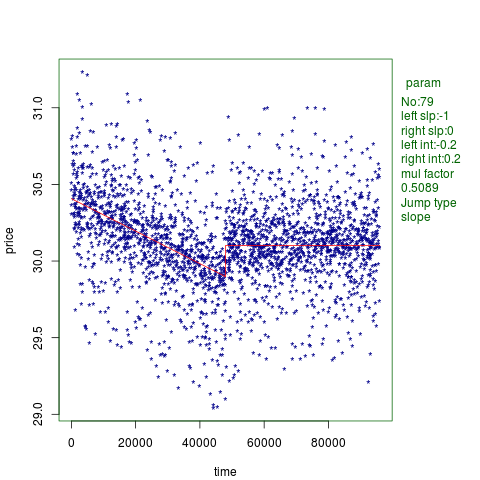 param
No:79
left slp:-1
right slp:0
left int:-0.2
right int:0.2
mul factor
0.5089
Jump type
slope
31.0
30.5
30.0
29.5
29.0
price
0 20000 40000 60000 80000
time